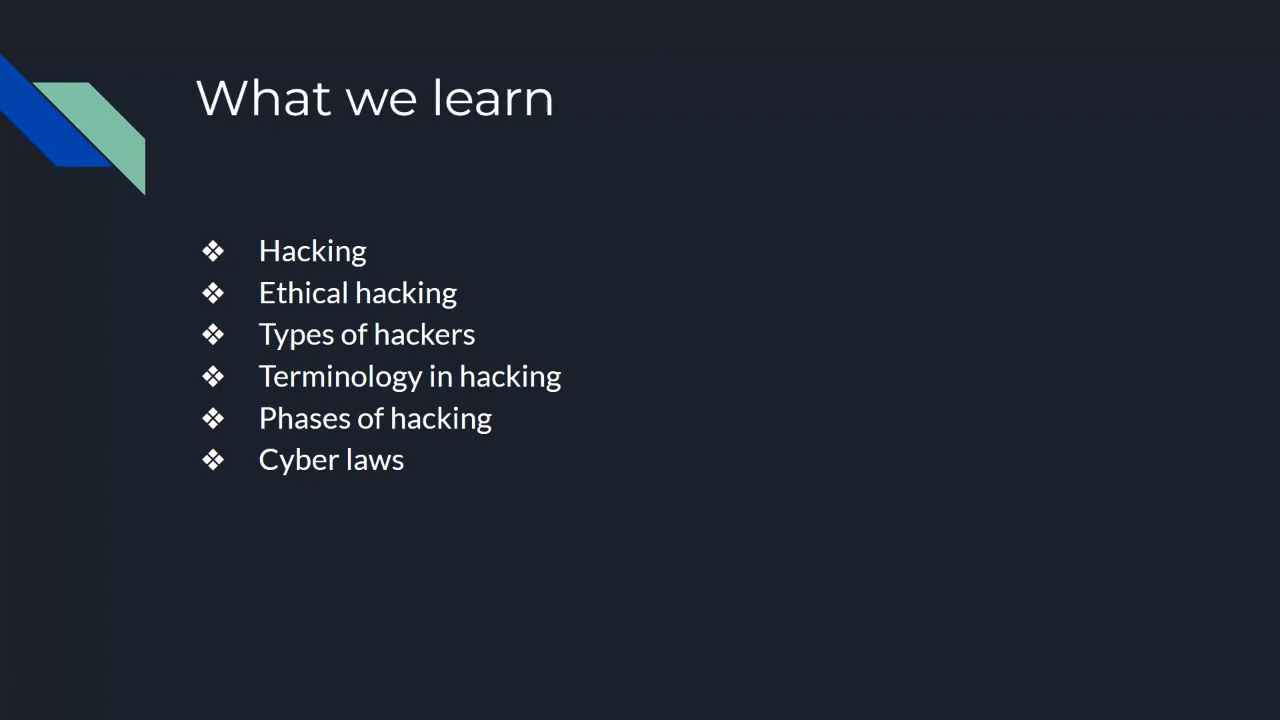 What we learn
❖ Hacking
❖ Ethical hacking
❖ Types of hackers
❖ Terminology in hacking
❖ Phases of hacking
❖ Cyber laws